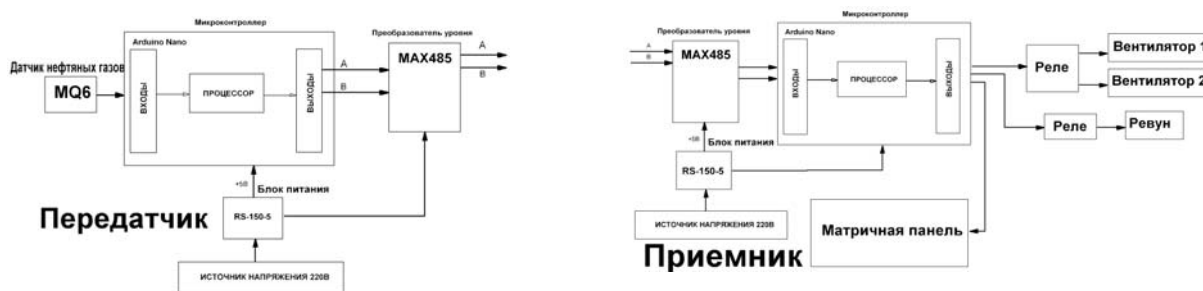 Микроконтроллер
Arduino Nano
Преобразователь уровня
MAX485
A
B
A
B
Датчик нефтяных газов
MQ6
ВХОДЫ
ПРОЦЕССОР
ВЫХОДЫ
+5В
Блок питания
RS-150-5
Передатчик
ИСТОЧНИК НАПРЯЖЕНИЯ 220В
Микроконтроллер
Преобразователь уровня
Arduino Nano
A
B
MAX485
ВХОДЫ
ПРОЦЕССОР
ВЫХОДЫ
Реле
Вентилятор 1
Вентилятор 2
Реле
Ревун
+5В
Блок питания
RS-150-5
ИСТОЧНИК НАПРЯЖЕНИЯ 220В
Матричная панель
Приемник